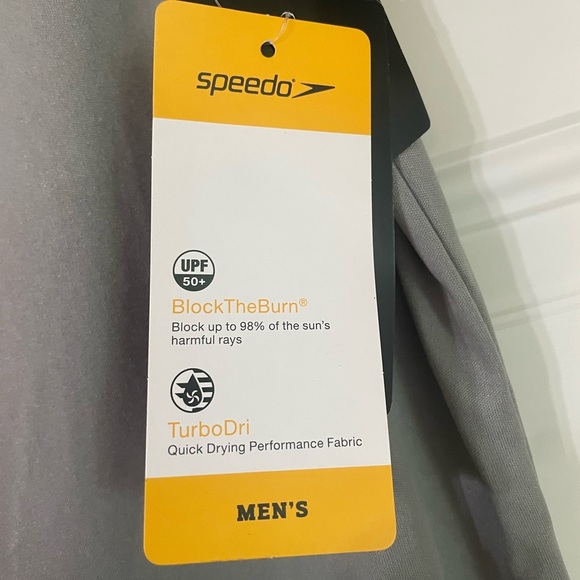 speedo
UPF
50+
BlockTheBurn®
Block up to 98% of the sun's
harmful rays
TurboDri
Quick Drying Performance Fabric
MEN'S